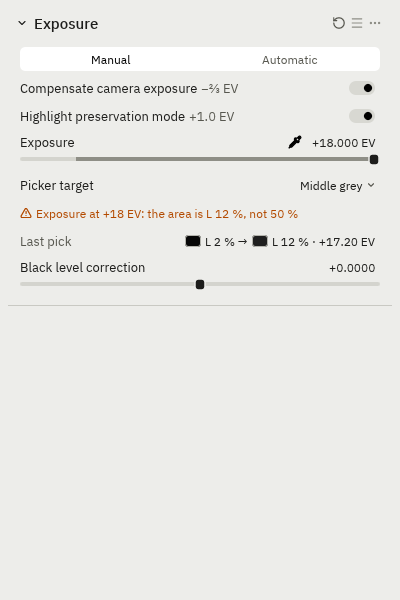 Exposure
Manual Automatic
Compensate camera exposure −⅔ EV
Highlight preservation mode +1.0 EV
Exposure +18.000 EV
Picker target Middle grey
Exposure at +18 EV: the area is L 12 %, not 50 %
Last pick L 2 % → L 12 % · +17.20 EV
Black level correction +0.0000